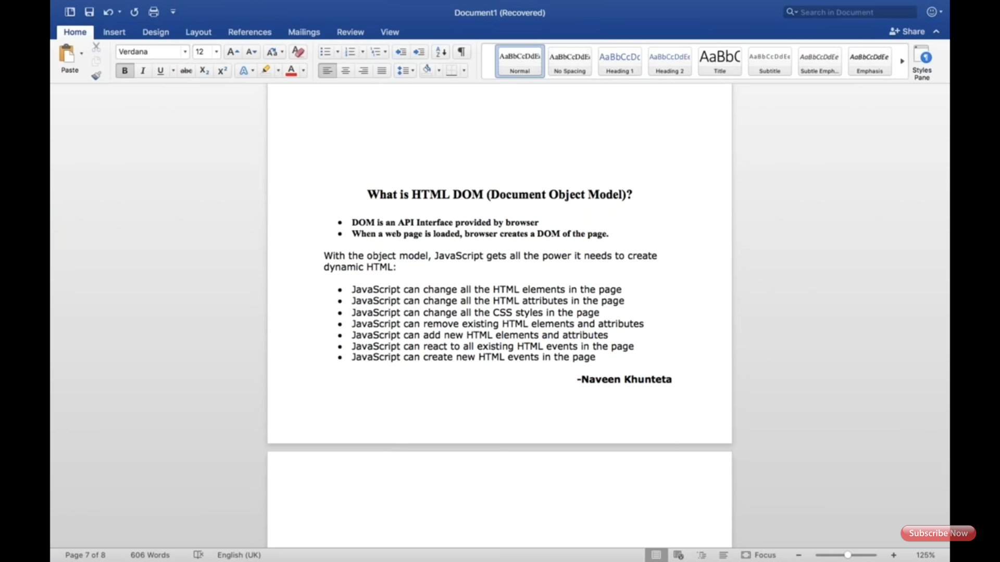 Document1 (Recovered)
Search in Document
Home Insert Design Layout References Mailings Review View
Share
Paste
Verdana
12
AaBbCcDdEe AaBbCcDdEe AaBbCcDc AaBbCcDdEe AaBbC AaBbCcDdEe AaBbCcDdEe AaBbCcDdEe
Normal No Spacing Heading 1 Heading 2 Title Subtitle Subtle Emph... Emphasis
Styles
Pane
B I U abc X₂ X²
What is HTML DOM (Document Object Model)?
• DOM is an API Interface provided by browser
• When a web page is loaded, browser creates a DOM of the page.
With the object model, JavaScript gets all the power it needs to create
dynamic HTML:
• JavaScript can change all the HTML elements in the page
• JavaScript can change all the HTML attributes in the page
• JavaScript can change all the CSS styles in the page
• JavaScript can remove existing HTML elements and attributes
• JavaScript can add new HTML elements and attributes
• JavaScript can react to all existing HTML events in the page
• JavaScript can create new HTML events in the page
-Naveen Khunteta
Subscribe Now
Page 7 of 8 606 Words English (UK) Focus 125%